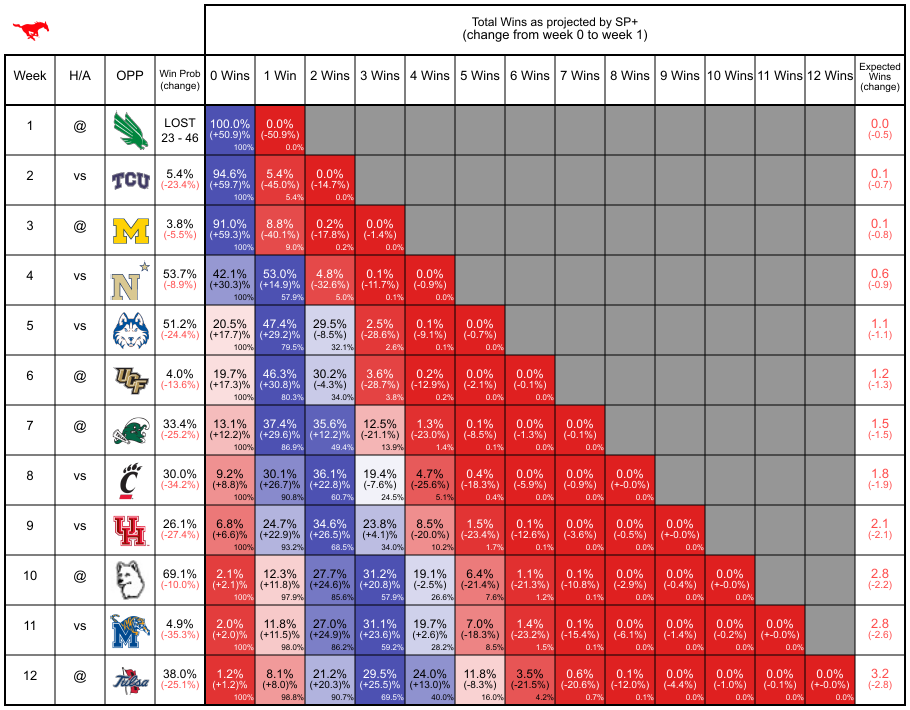 Total Wins as projected by SP+
(change from week 0 to week 1)
Week H/A OPP Win Prob (change) 0 Wins 1 Win 2 Wins 3 Wins 4 Wins 5 Wins 6 Wins 7 Wins 8 Wins 9 Wins 10 Wins 11 Wins 12 Wins Expected Wins (change)
1 @ LOST 100.0% 0.0% 0.0
23 - 46 (+50.9)% (-50.9%) (-0.5)
100% 0.0%
2 vs TCU 5.4% 94.6% 5.4% 0.0% 0.1
(-23.4%) (+59.7)% (-45.0%) (-14.7%) (-0.7)
100% 5.4% 0.0%
3 @ M 3.8% 91.0% 8.8% 0.2% 0.0% 0.1
(-5.5%) (+59.3)% (-40.1%) (-17.8%) (-1.4%) (-0.8)
100% 9.0% 0.2% 0.0%
4 vs N 53.7% 42.1% 53.0% 4.8% 0.1% 0.0% 0.6
(-8.9%) (+30.3)% (+14.9)% (-32.6%) (-11.7%) (-0.9%) (-0.9)
100% 57.9% 5.0% 0.1% 0.0%
5 vs 51.2% 20.5% 47.4% 29.5% 2.5% 0.1% 0.0% 1.1
(-24.4%) (+17.7)% (+29.2)% (-8.5%) (-28.6%) (-9.1%) (-0.7%) (-1.1)
100% 79.5% 32.1% 2.6% 0.1% 0.0%
6 @ UCF 4.0% 19.7% 46.3% 30.2% 3.6% 0.2% 0.0% 0.0% 1.2
(-13.6%) (+17.3)% (+30.8)% (-4.3%) (-28.7%) (-12.9%) (-2.1%) (-0.1%) (-1.3)
100% 80.3% 34.0% 3.8% 0.2% 0.0% 0.0%
7 @ 33.4% 13.1% 37.4% 35.6% 12.5% 1.3% 0.1% 0.0% 0.0% 1.5
(-25.2%) (+12.2)% (+29.6)% (+12.2)% (-21.1%) (-23.0%) (-8.5%) (-1.3%) (-0.1%) (-1.5)
100% 86.9% 49.4% 13.9% 1.4% 0.1% 0.0% 0.0%
8 vs C 30.0% 9.2% 30.1% 36.1% 19.4% 4.7% 0.4% 0.0% 0.0% 0.0% 1.8
(-34.2%) (+8.8)% (+26.7)% (+22.8)% (-7.6%) (-25.6%) (-18.3%) (-5.9%) (-0.9%) (+-0.0)% (-1.9)
100% 90.8% 60.7% 24.5% 5.1% 0.4% 0.0% 0.0% 0.0%
9 vs UH 26.1% 6.8% 24.7% 34.6% 23.8% 8.5% 1.5% 0.1% 0.0% 0.0% 0.0% 2.1
(-27.4%) (+6.6)% (+22.9)% (+26.5)% (+4.1)% (-20.0%) (-23.4%) (-12.6%) (-3.6%) (-0.5%) (+-0.0)% (-2.1)
100% 93.2% 68.5% 34.0% 10.2% 1.7% 0.1% 0.0% 0.0% 0.0%
10 @ 69.1% 2.1% 12.3% 27.7% 31.2% 19.1% 6.4% 1.1% 0.1% 0.0% 0.0% 0.0% 2.8
(-10.0%) (+2.1)% (+11.8)% (+24.6)% (+20.8)% (-2.5%) (-21.4%) (-21.3%) (-10.8%) (-2.9%) (-0.4%) (+-0.0)% (-2.2)
100% 97.9% 85.6% 57.9% 26.6% 7.6% 1.2% 0.1% 0.0% 0.0% 0.0%
11 vs M 4.9% 2.0% 11.8% 27.0% 31.1% 19.7% 7.0% 1.4% 0.1% 0.0% 0.0% 0.0% 0.0% 2.8
(-35.3%) (+2.0)% (+11.5)% (+24.9)% (+23.6)% (+2.6)% (-18.3%) (-23.2%) (-15.4%) (-6.1%) (-1.4%) (-0.2%) (+-0.0)% (-2.6)
100% 98.0% 86.2% 59.2% 28.2% 8.5% 1.5% 0.1% 0.0% 0.0% 0.0% 0.0%
12 @ Tulsa 38.0% 1.2% 8.1% 21.2% 29.5% 24.0% 11.8% 3.5% 0.6% 0.1% 0.0% 0.0% 0.0% 0.0% 3.2
(-25.1%) (+1.2)% (+8.0)% (+20.3)% (+25.5)% (+13.0)% (-8.3%) (-21.5%) (-20.6%) (-12.0%) (-4.4%) (-1.0%) (-0.1%) (+-0.0)% (-2.8)
100% 98.8% 90.7% 69.5% 40.0% 16.0% 4.2% 0.7% 0.1% 0.0% 0.0% 0.0% 0.0%